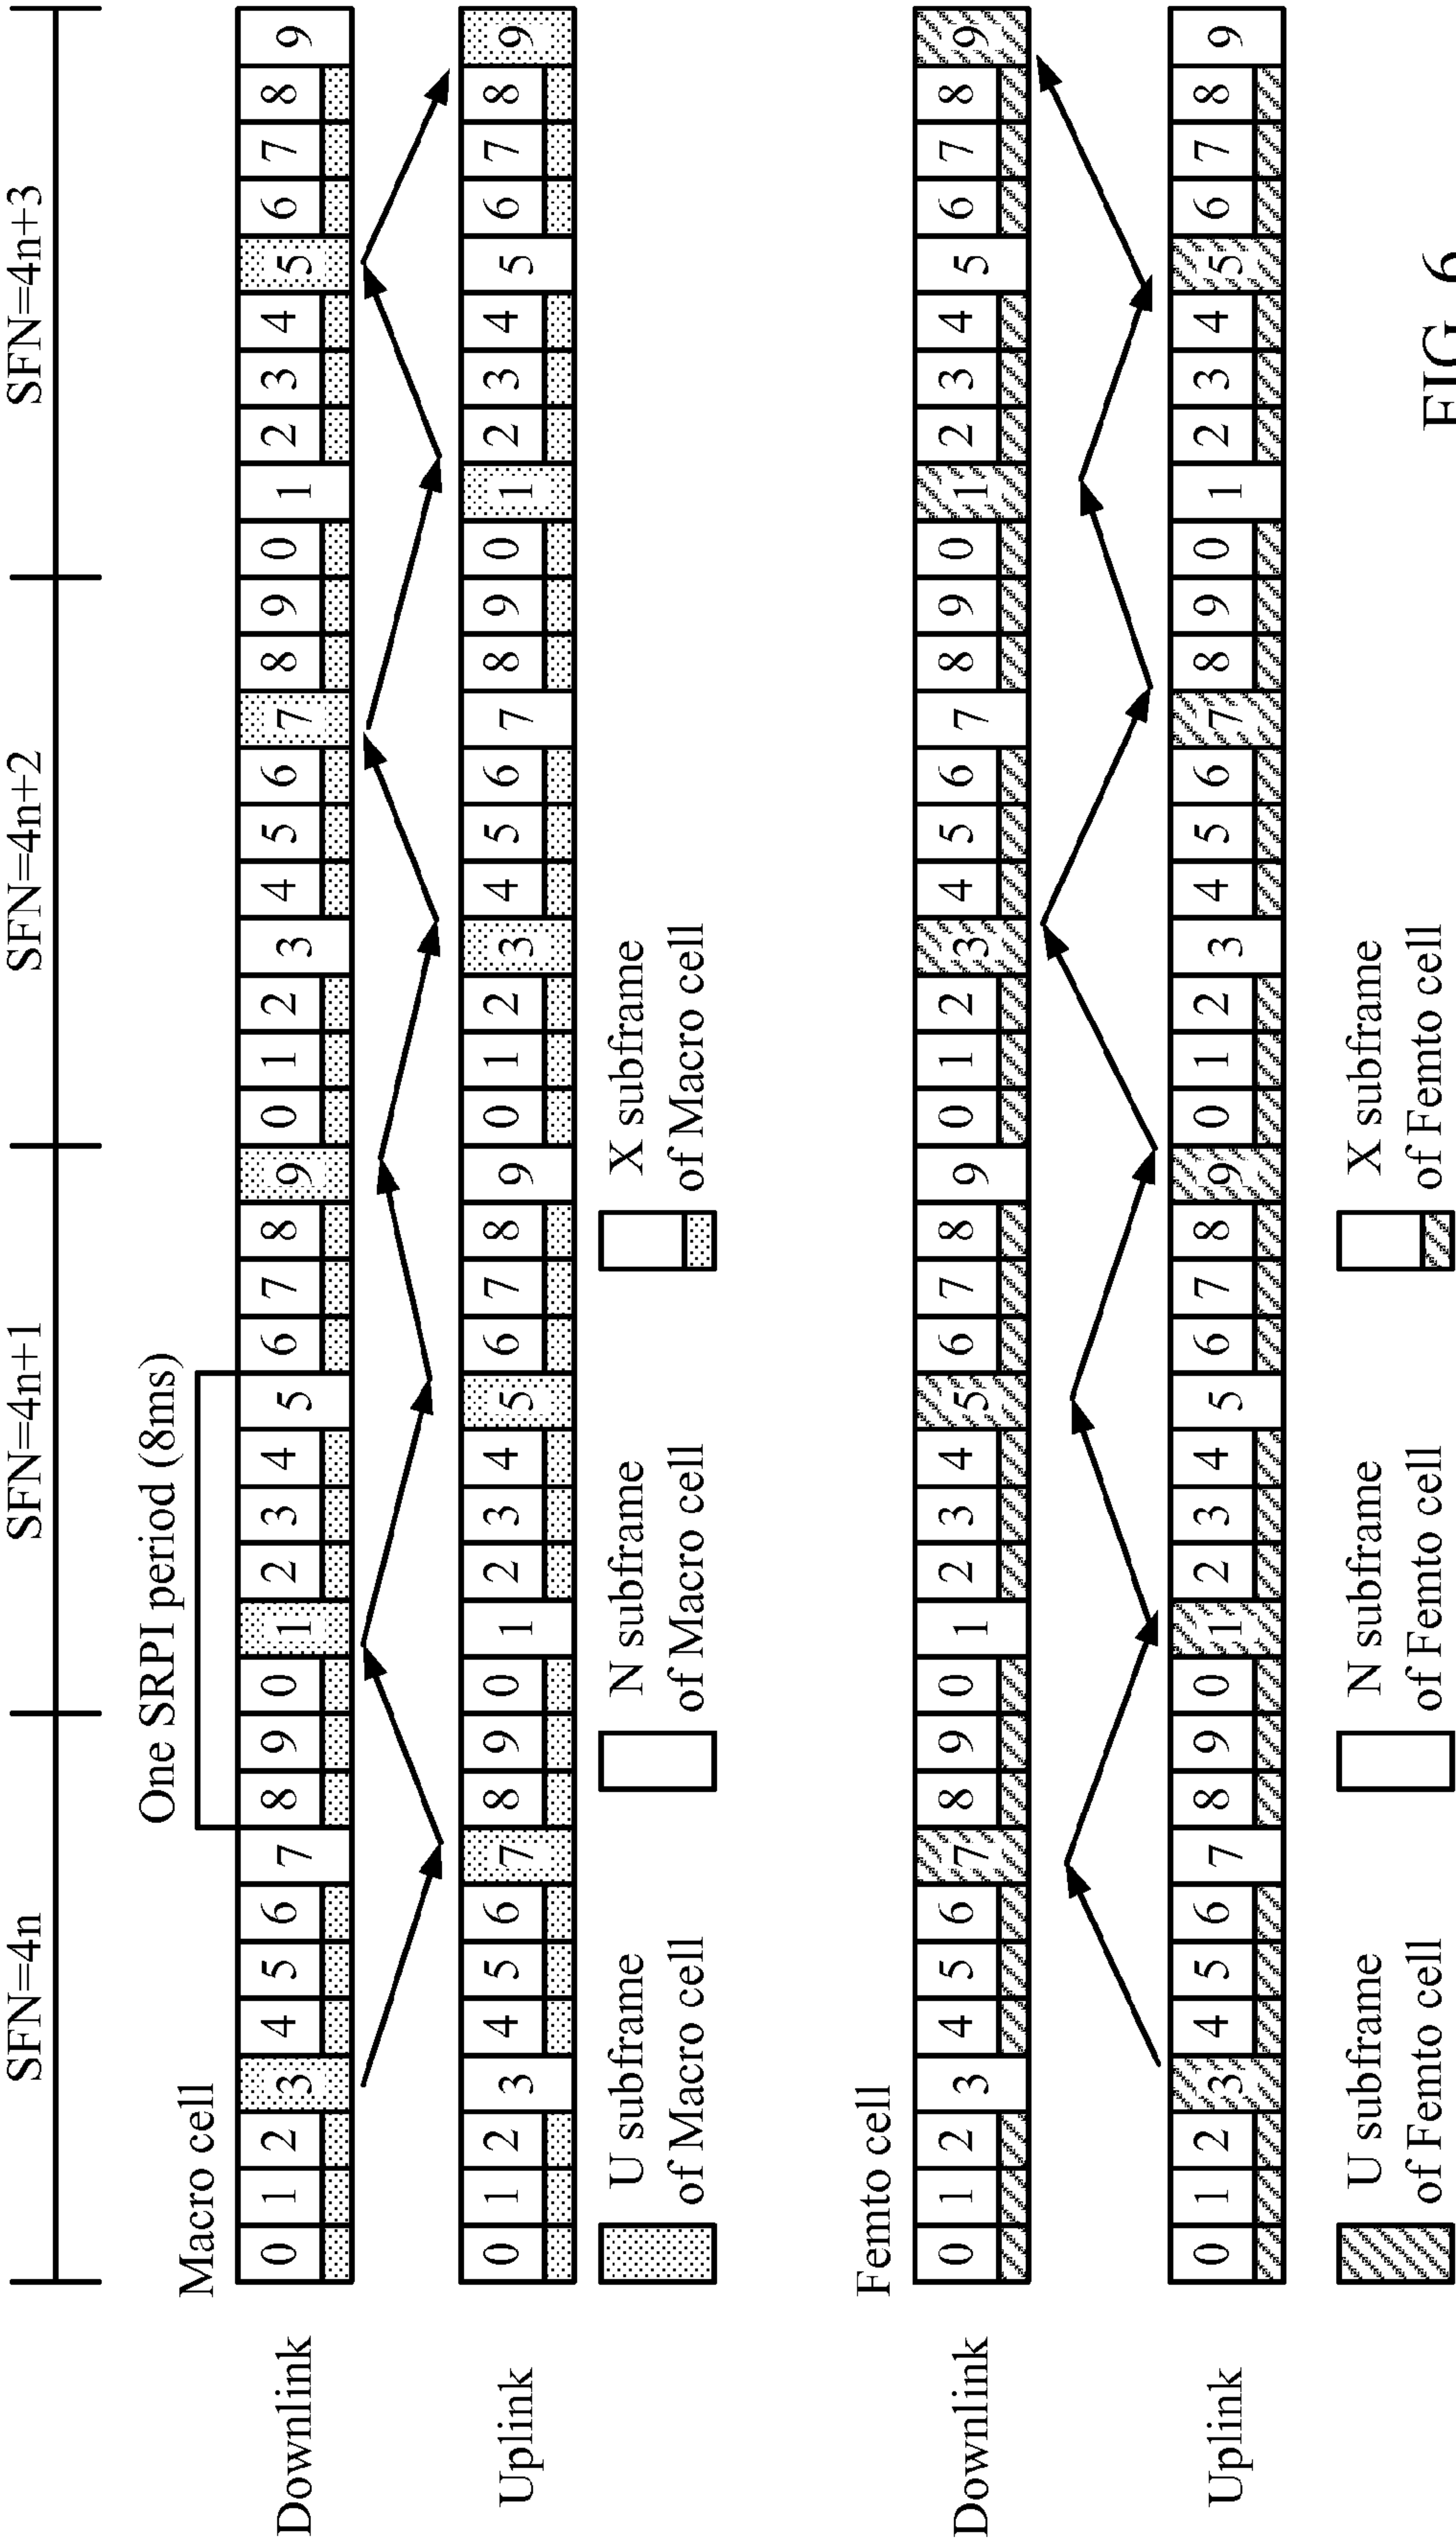 SFN=4n SFN=4n+1 SFN=4n+2 SFN=4n+3
One SRPI period (8ms)
Macro cell
Downlink 0 1 2 3 4 5 6 7 8 9 0 1 2 3 4 5 6 7 8 9 0 1 2 3 4 5 6 7 8 9 0 1 2 3 4 5 6 7 8 9
Uplink 0 1 2 3 4 5 6 7 8 9 0 1 2 3 4 5 6 7 8 9 0 1 2 3 4 5 6 7 8 9 0 1 2 3 4 5 6 7 8 9
U subframe
of Macro cell
N subframe
of Macro cell
X subframe
of Macro cell
Femto cell
Downlink 0 1 2 3 4 5 6 7 8 9 0 1 2 3 4 5 6 7 8 9 0 1 2 3 4 5 6 7 8 9 0 1 2 3 4 5 6 7 8 9
Uplink 0 1 2 3 4 5 6 7 8 9 0 1 2 3 4 5 6 7 8 9 0 1 2 3 4 5 6 7 8 9 0 1 2 3 4 5 6 7 8 9
U subframe
of Femto cell
N subframe
of Femto cell
X subframe
of Femto cell
FIG. 6